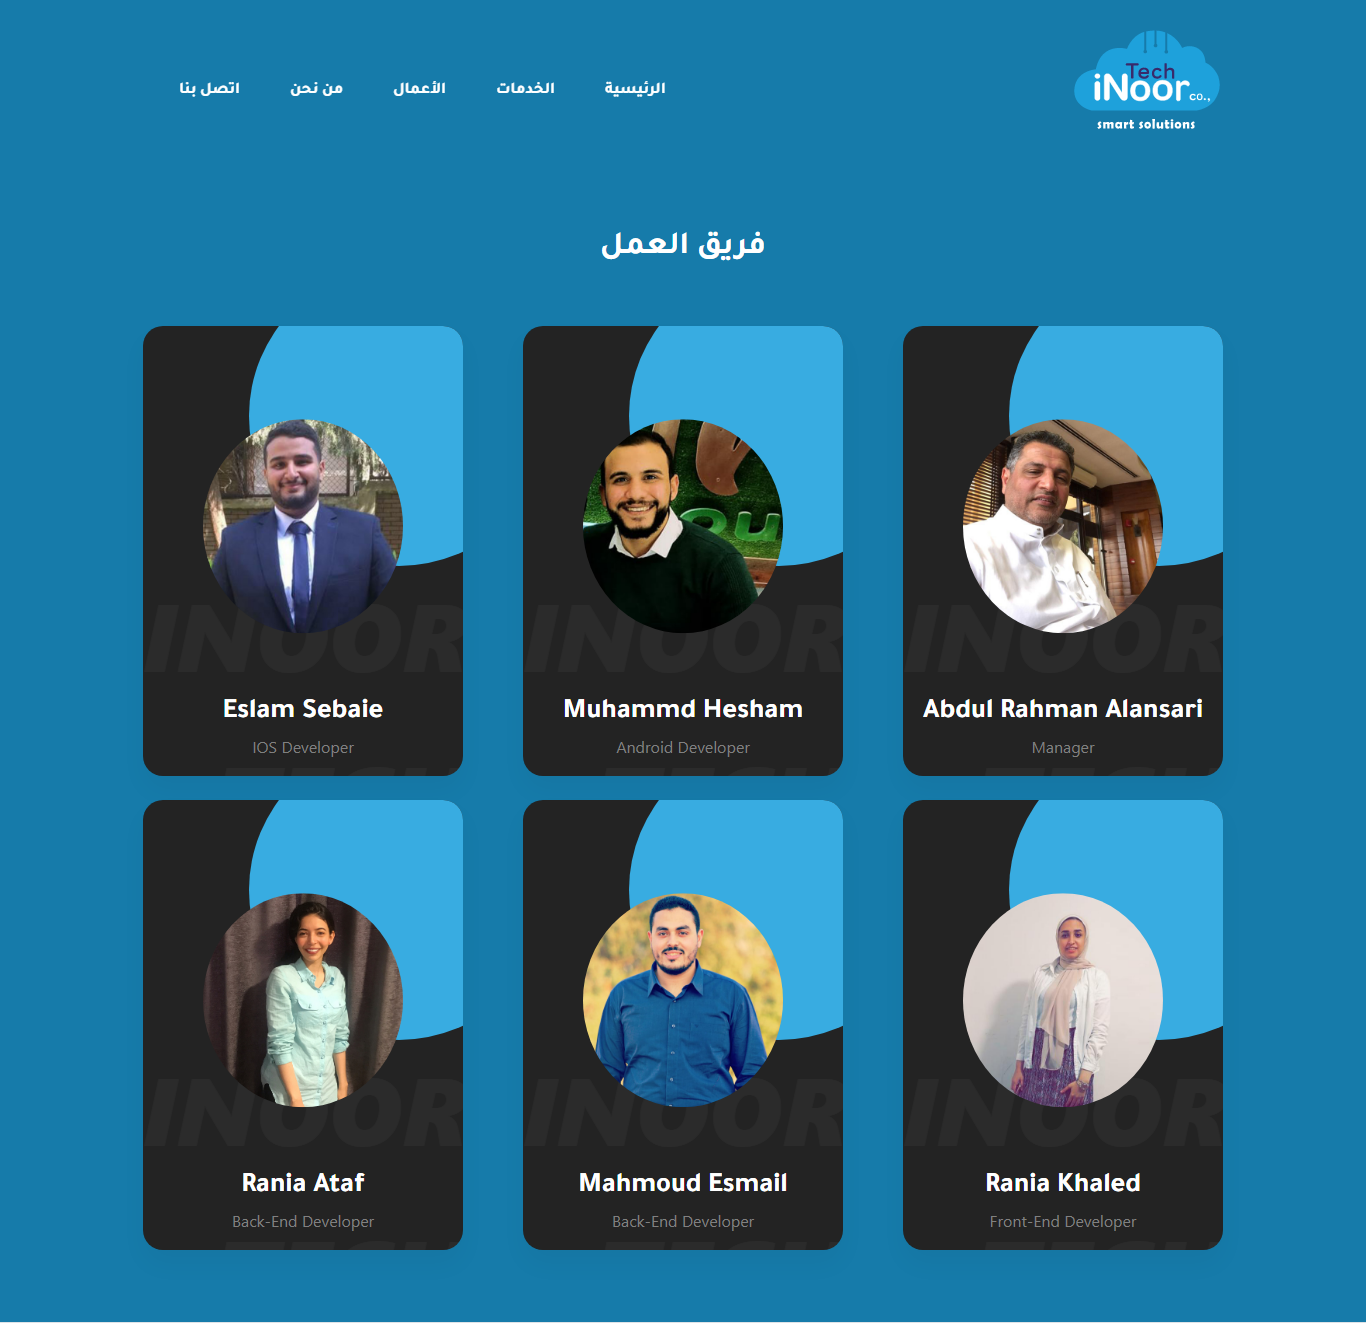 Tech
iNoor co.,
smart solutions
الرئيسية
الخدمات
الأعمال
من نحن
اتصل بنا
فريق العمل
INOOR
Abdul Rahman Alansari
Manager
INOOR
Muhammd Hesham
Android Developer
INOOR
Eslam Sebaie
IOS Developer
INOOR
Rania Khaled
Front-End Developer
INOOR
Mahmoud Esmail
Back-End Developer
INOOR
Rania Ataf
Back-End Developer